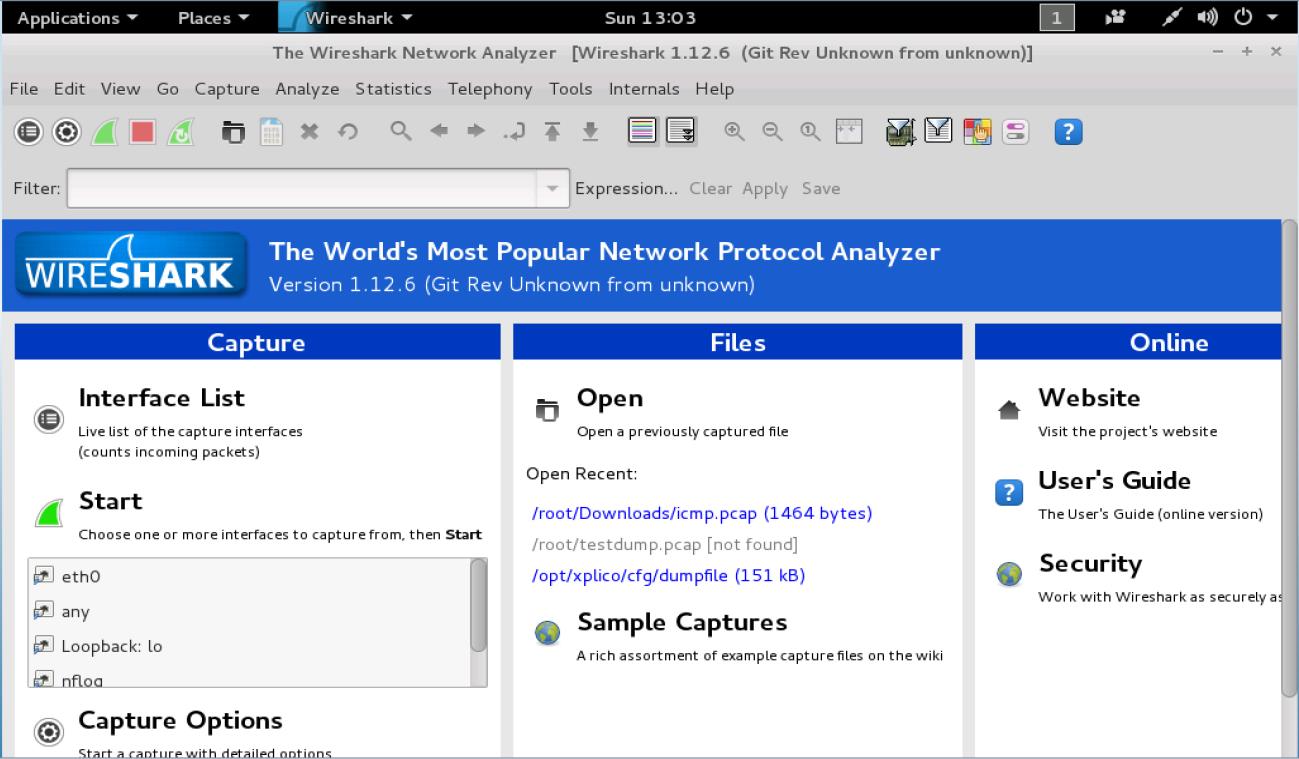 Applications Places Wireshark Sun 13:03 1
The Wireshark Network Analyzer [Wireshark 1.12.6 (Git Rev Unknown from unknown)]
File Edit View Go Capture Analyze Statistics Telephony Tools Internals Help
Filter: Expression... Clear Apply Save
WIRESHARK
The World's Most Popular Network Protocol Analyzer
Version 1.12.6 (Git Rev Unknown from unknown)
Capture
Interface List
Live list of the capture interfaces
(counts incoming packets)
Start
Choose one or more interfaces to capture from, then Start
eth0
any
Loopback: lo
nflog
Capture Options
Start a capture with detailed options
Files
Open
Open a previously captured file
Open Recent:
/root/Downloads/icmp.pcap (1464 bytes)
/root/testdump.pcap [not found]
/opt/xplico/cfg/dumpfile (151 kB)
Sample Captures
A rich assortment of example capture files on the wiki
Online
Website
Visit the project's website
User's Guide
The User's Guide (online version)
Security
Work with Wireshark as securely as